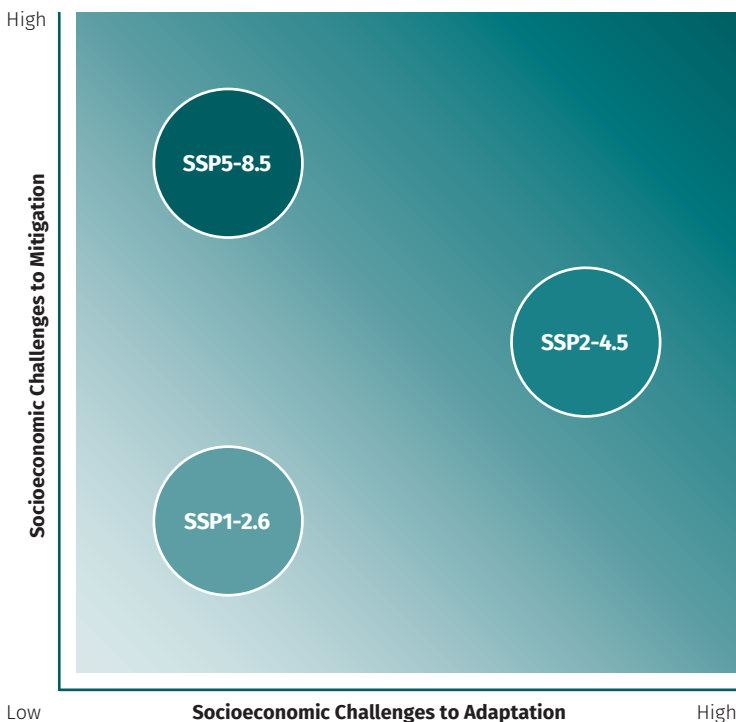 High
Socioeconomic Challenges to Mitigation
SSP5-8.5
SSP2-4.5
SSP1-2.6
Low
Socioeconomic Challenges to Adaptation
High